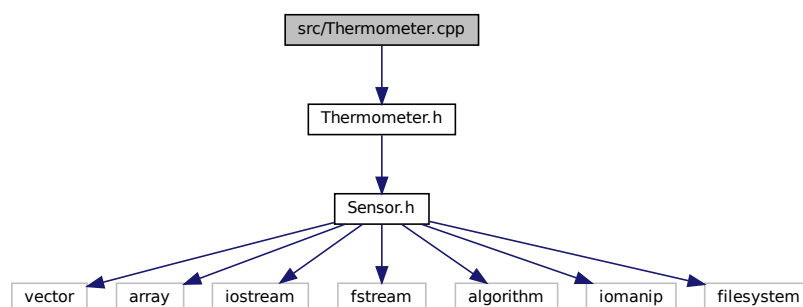 src/Thermometer.cpp
Thermometer.h
Sensor.h
vector
array
iostream
fstream
algorithm
iomanip
filesystem